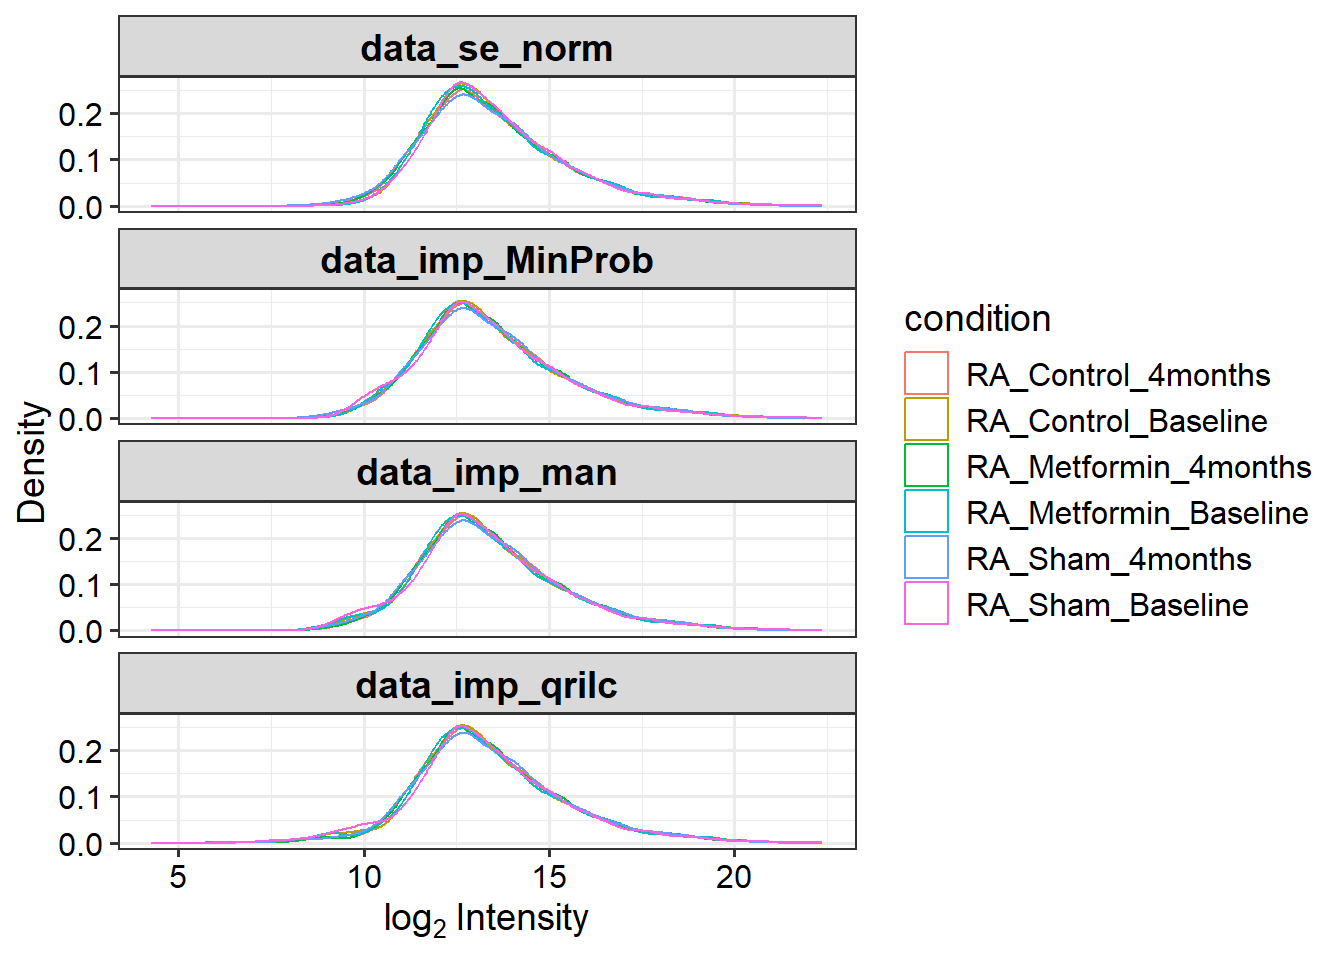 data_se_norm
0.2
0.1
0.0
data_imp_MinProb
0.2
0.1
0.0
data_imp_man
0.2
0.1
0.0
data_imp_qrilc
0.2
0.1
0.0
5 10 15 20
log₂ Intensity
Density
condition
RA_Control_4months
RA_Control_Baseline
RA_Metformin_4months
RA_Metformin_Baseline
RA_Sham_4months
RA_Sham_Baseline